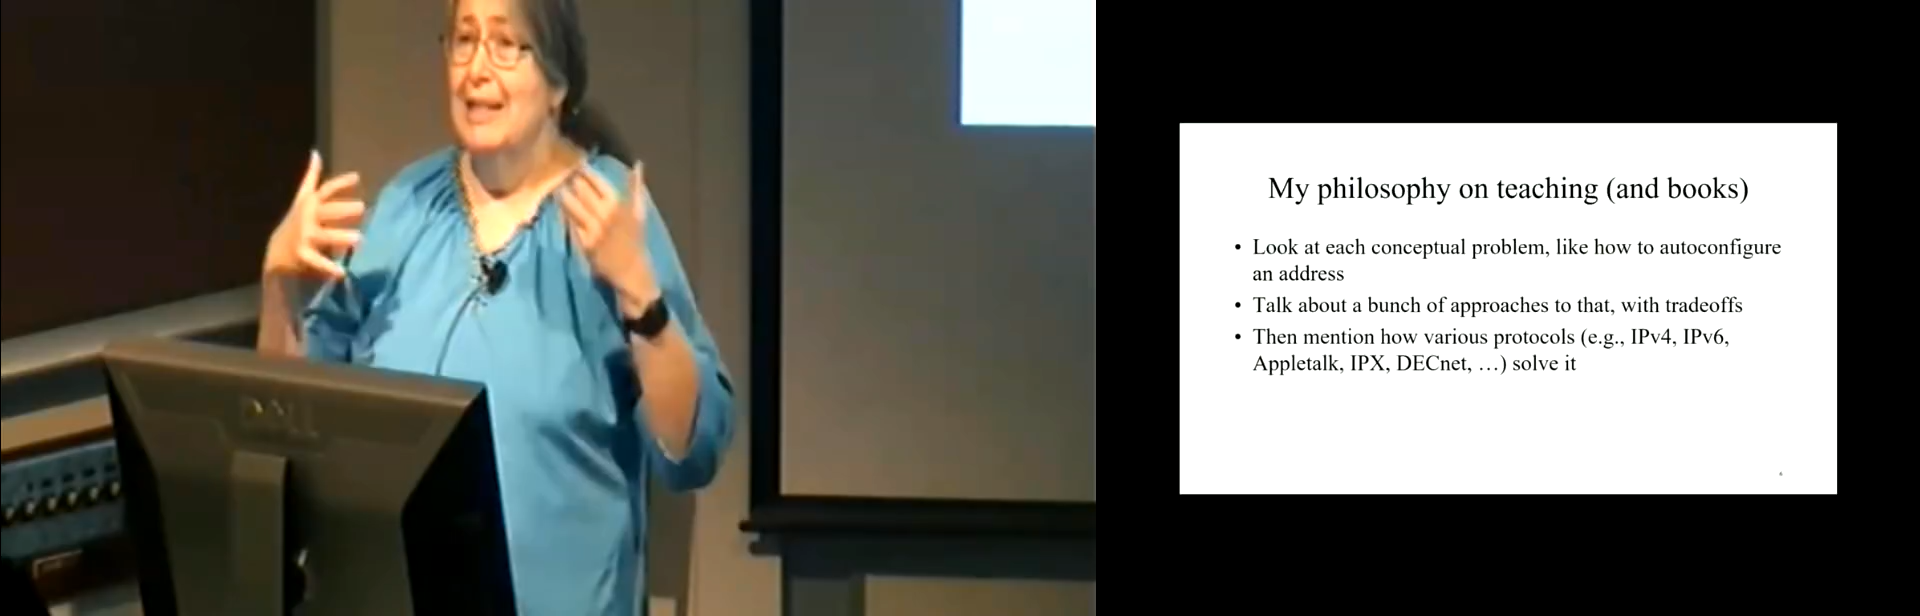 DELL
My philosophy on teaching (and books)
• Look at each conceptual problem, like how to autoconfigure
an address
• Talk about a bunch of approaches to that, with tradeoffs
• Then mention how various protocols (e.g., IPv4, IPv6,
Appletalk, IPX, DECnet, …) solve it